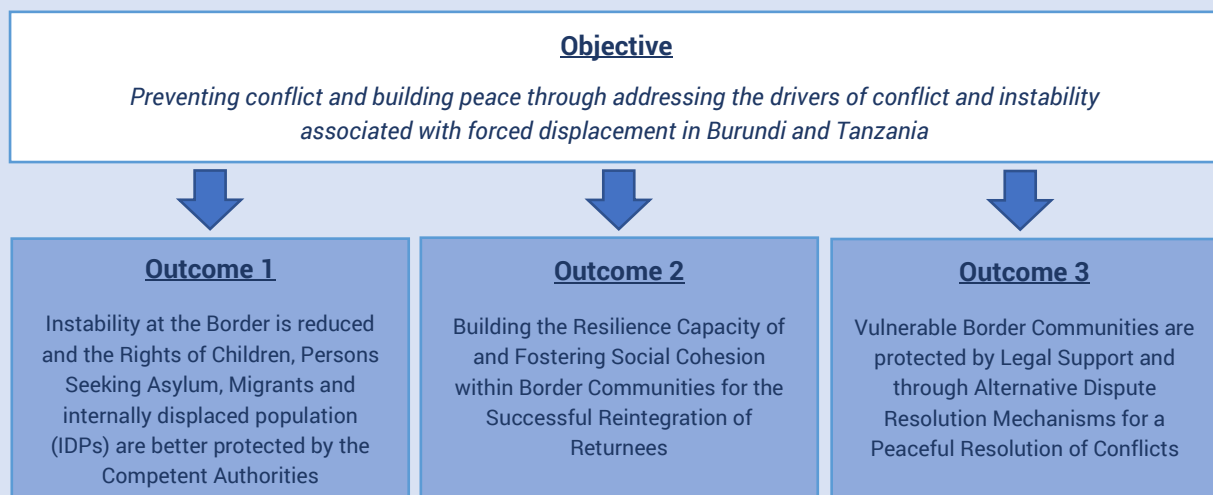 Objective
Preventing conflict and building peace through addressing the drivers of conflict and instability
associated with forced displacement in Burundi and Tanzania
Outcome 1
Instability at the Border is reduced
and the Rights of Children, Persons
Seeking Asylum, Migrants and
internally displaced population
(IDPs) are better protected by the
Competent Authorities
Outcome 2
Building the Resilience Capacity of
and Fostering Social Cohesion
within Border Communities for the
Successful Reintegration of
Returnees
Outcome 3
Vulnerable Border Communities are
protected by Legal Support and
through Alternative Dispute
Resolution Mechanisms for a
Peaceful Resolution of Conflicts